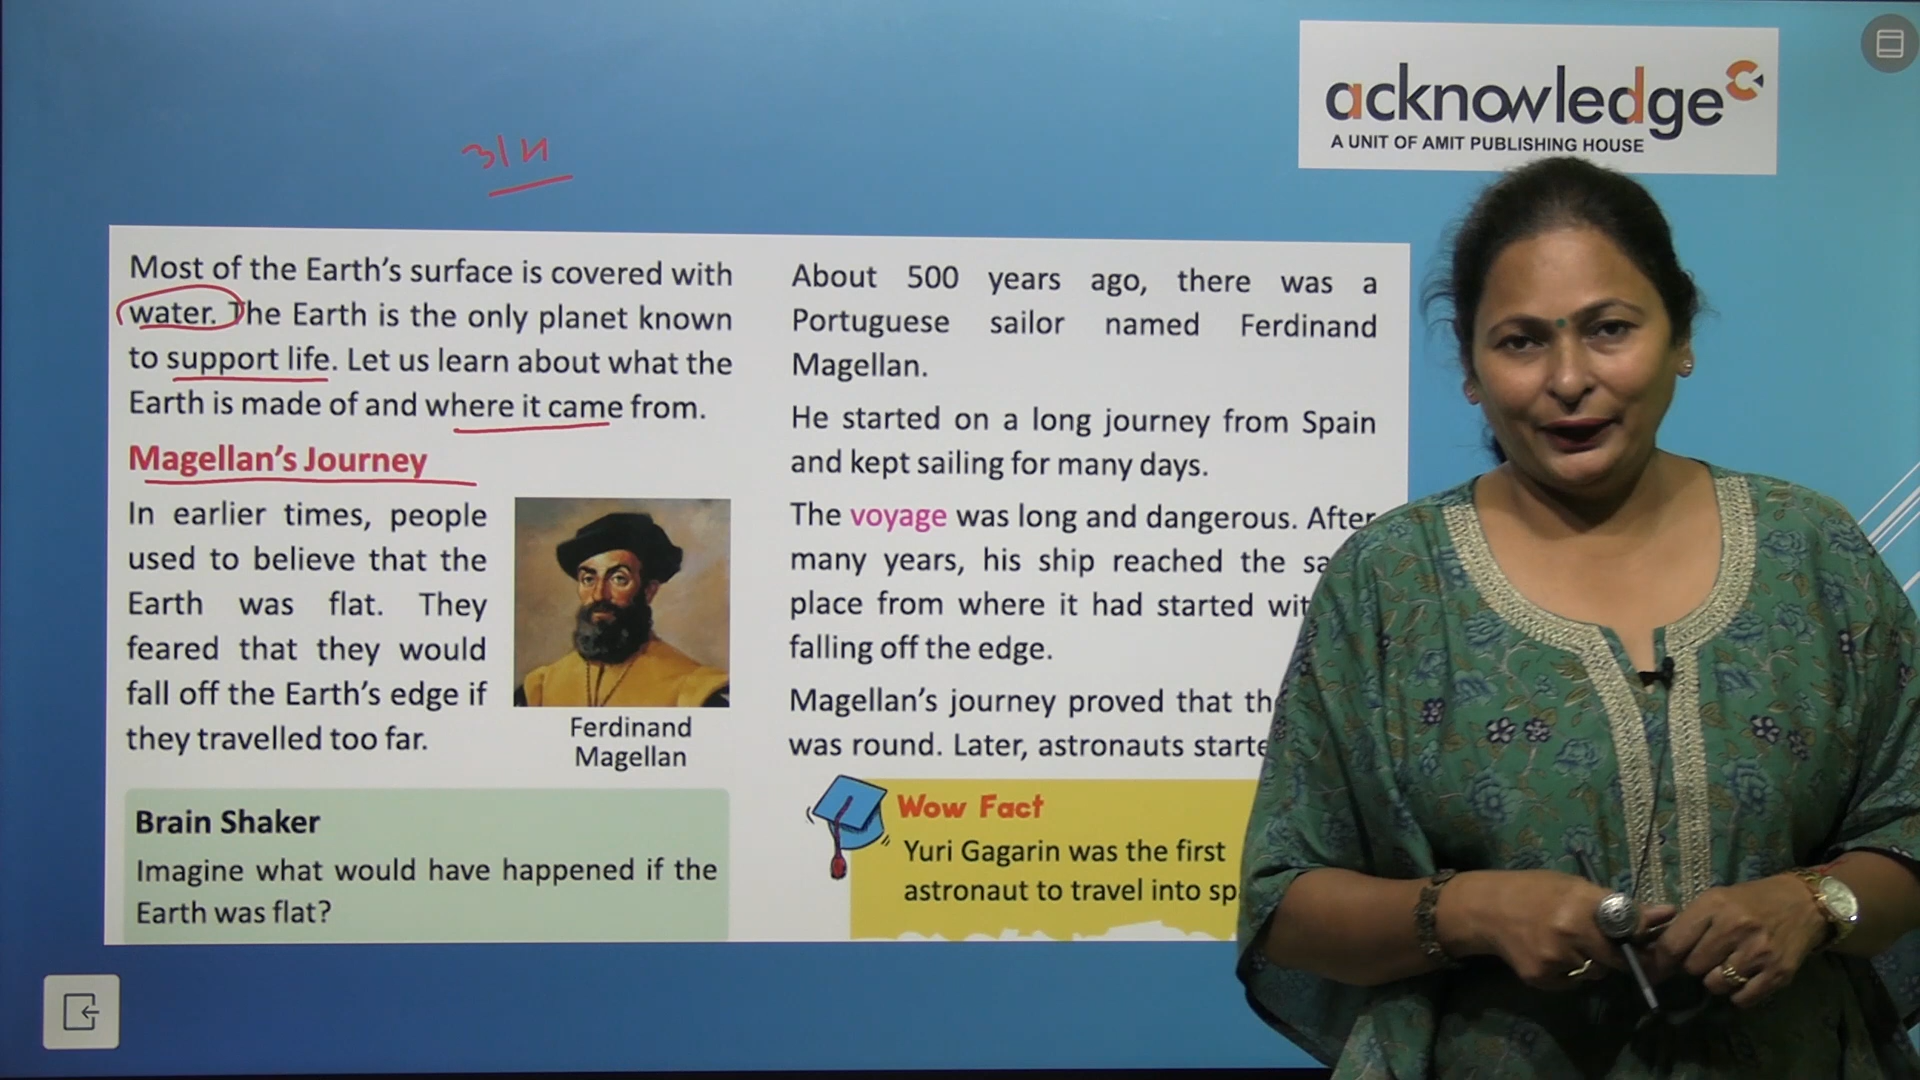 acknowledge
A UNIT OF AMIT PUBLISHING HOUSE
Most of the Earth's surface is covered with
water. The Earth is the only planet known
to support life. Let us learn about what the
Earth is made of and where it came from.
Magellan's Journey
In earlier times, people
used to believe that the
Earth was flat. They
feared that they would
fall off the Earth's edge if
they travelled too far.
Ferdinand
Magellan
Brain Shaker
Imagine what would have happened if the
Earth was flat?
About 500 years ago, there was a
Portuguese sailor named Ferdinand
Magellan.
He started on a long journey from Spain
and kept sailing for many days.
The voyage was long and dangerous. After
many years, his ship reached the
place from where it had started
falling off the edge.
Magellan's journey proved that
was round. Later, astronauts
Wow Fact
Yuri Gagarin was the first
astronaut to travel into